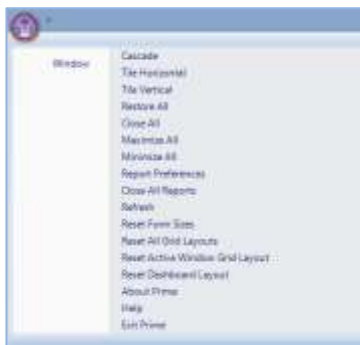 Window
Cascade
Tile Horizontal
Tile Vertical
Restore All
Close All
Maximize All
Minimize All
Report Preferences
Close All Reports
Refresh
Reset Form Sizes
Reset All Grid Layouts
Reset Active Window Grid Layout
Reset Dashboard Layout
About Prime
Help
Exit Prime